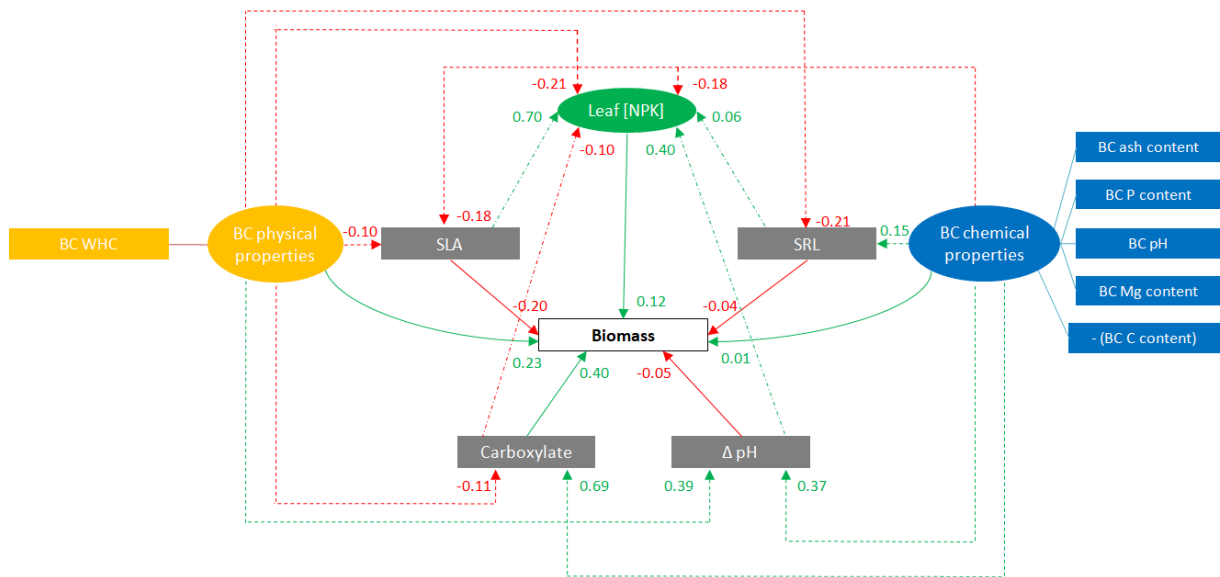 -0.21
-0.18
Leaf [NPK]
0.70
0.06
-0.10
0.40
BC ash content
BC P content
BC WHC
BC physical
properties
-0.10
-0.18
SLA
-0.21
SRL
0.15
BC chemical
properties
BC pH
BC Mg content
- (BC C content)
-0.20
0.12
-0.04
Biomass
0.23
0.40
-0.05
0.01
Carboxylate
Δ pH
-0.11
0.69
0.39
0.37